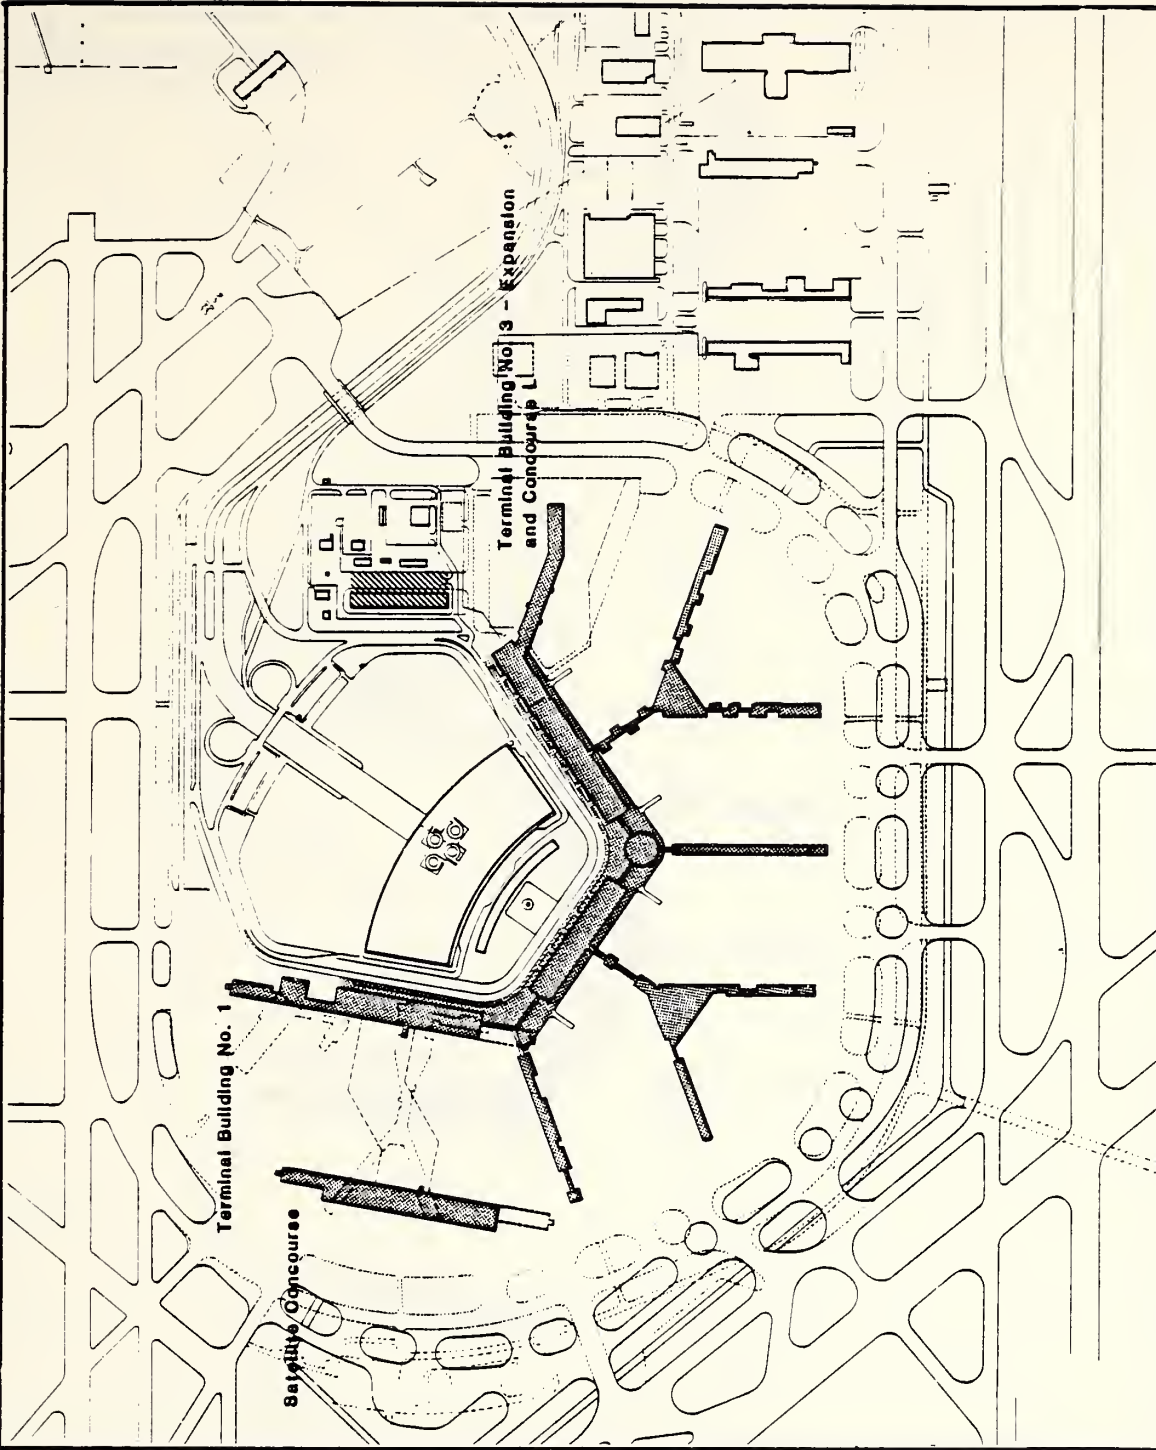 Terminal Building No. 3 – Expansion
and Concourse L
Terminal Building No. 1
Satellite Concourse